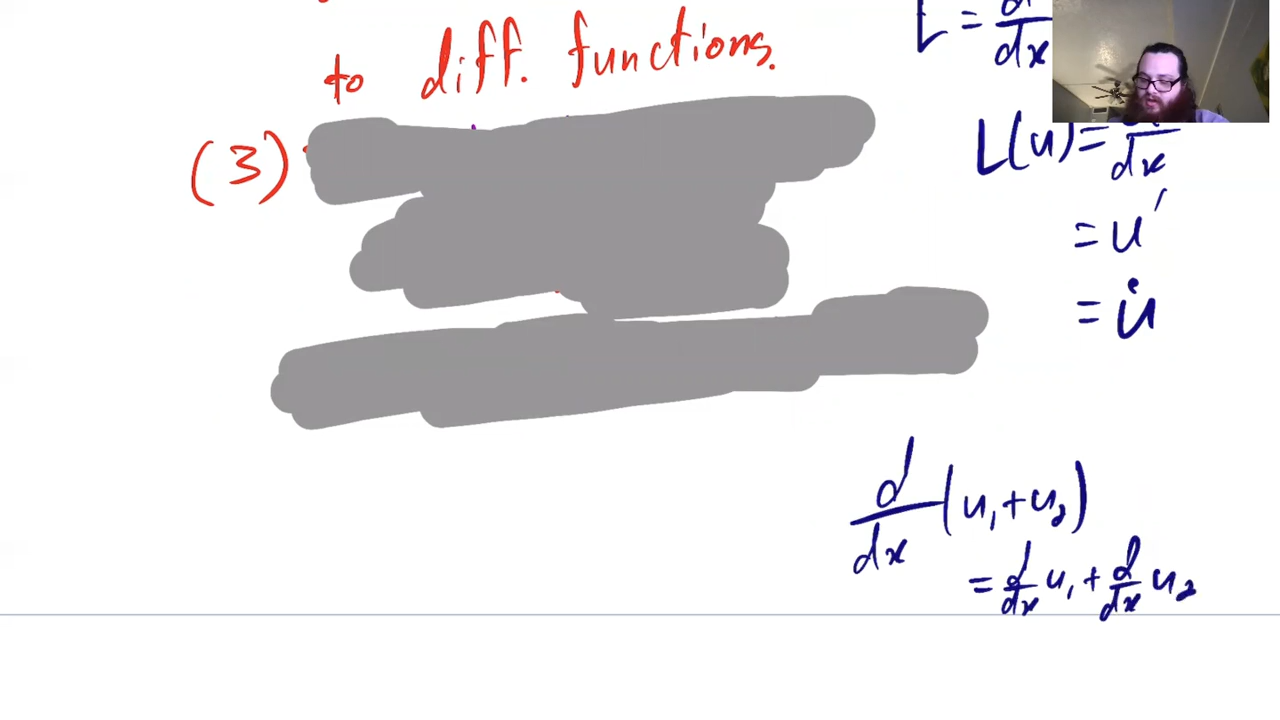 to diff. functions.
(3)
L = d/dx
L(u) = d/dx
= u'
= u̇
d/dx (u₁+u₂)
= d/dx u₁ + d/dx u₂